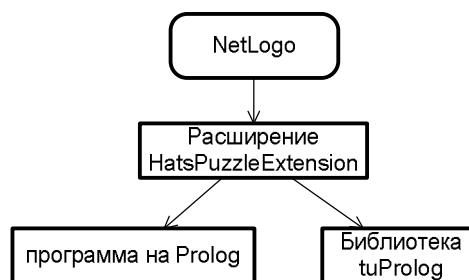 NetLogo
Расширение
HatsPuzzleExtension
программа на Prolog
Библиотека
tuProlog